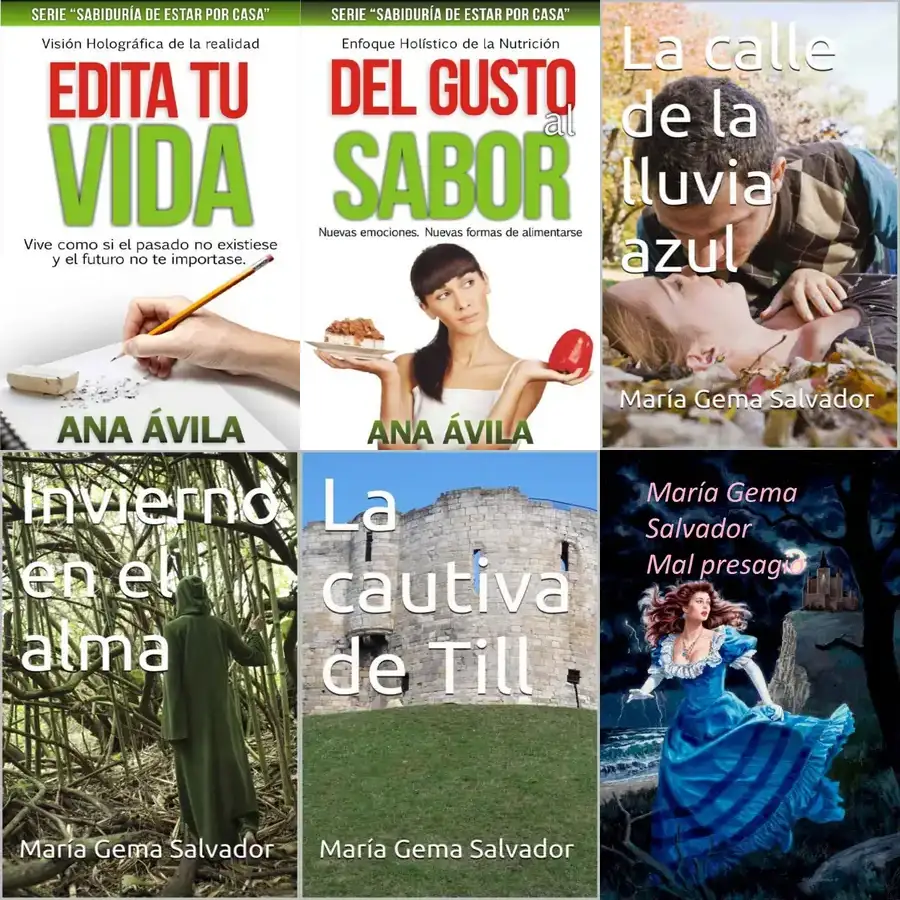 SERIE "SABIDURÍA DE ESTAR POR CASA"
Visión Holográfica de la realidad
EDITA TU
VIDA
Vive como si el pasado no existiese
y el futuro no te importase.
ANA ÁVILA
SERIE "SABIDURÍA DE ESTAR POR CASA"
Enfoque Holístico de la Nutrición
DEL GUSTO
al
SABOR
Nuevas emociones. Nuevas formas de alimentarse
ANA ÁVILA
La calle
de la
lluvia
azul
María Gema Salvador
Invierno
en el
alma
María Gema Salvador
La
cautiva
de Till
María Gema Salvador
María Gema
Salvador
Mal presagio